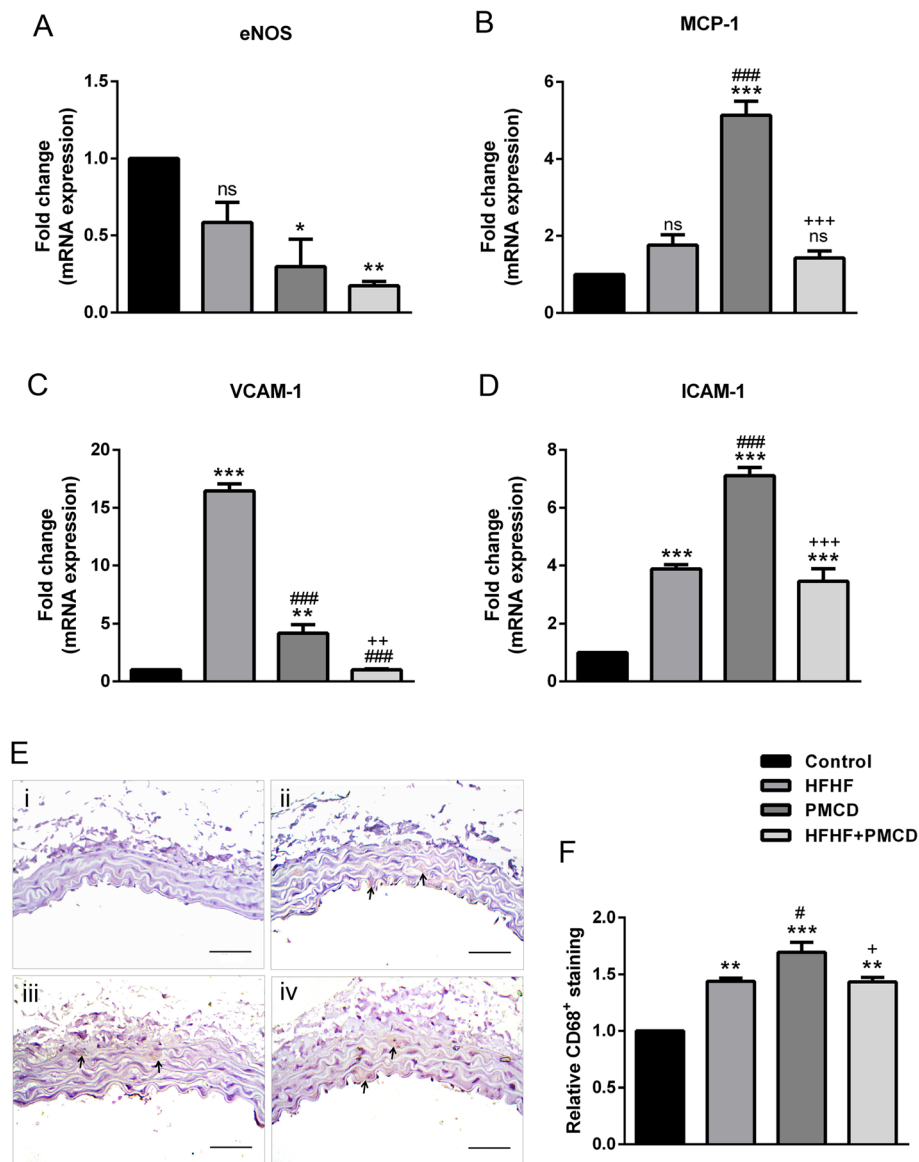 A
eNOS
Fold change
(mRNA expression)
1.5
1.0
0.5
0.0
ns
*
**
B
MCP-1
Fold change
(mRNA expression)
6
4
2
0
ns
###
***
+++
ns
C
VCAM-1
Fold change
(mRNA expression)
20
15
10
5
0
***
###
**
++
###
D
ICAM-1
Fold change
(mRNA expression)
8
6
4
2
0
***
###
***
+++
***
E
i
ii
iii
iv
Control
HFHF
PMCD
HFHF+PMCD
F
Relative CD68⁺ staining
2.0
1.5
1.0
0.5
0.0
**
#
***
+
**